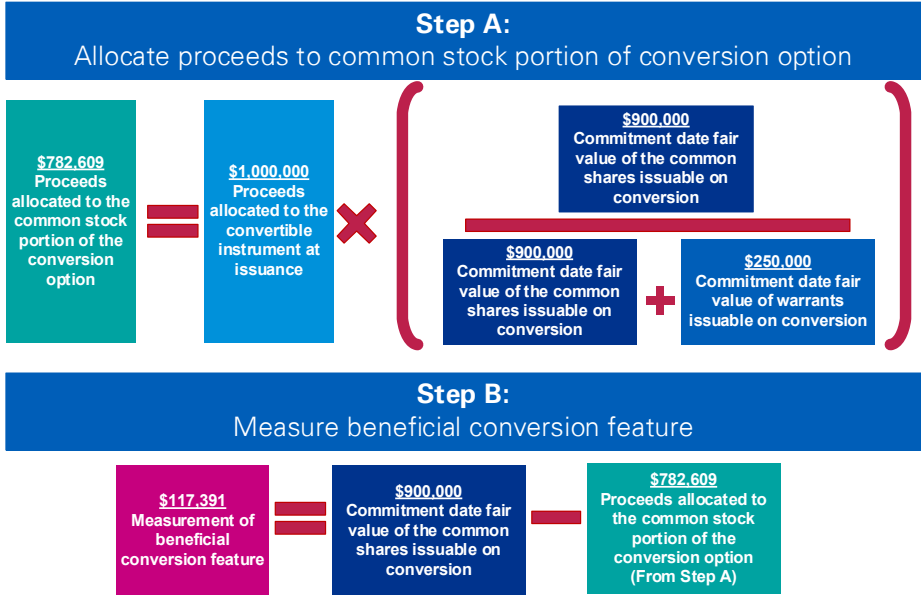 Step A:
Allocate proceeds to common stock portion of conversion option
$782,609
Proceeds
allocated to the
common stock
portion of the
conversion
option
$1,000,000
Proceeds
allocated to the
convertible
instrument at
issuance
$900,000
Commitment date fair
value of the common
shares issuable on
conversion
$900,000
Commitment date fair
value of the common
shares issuable on
conversion
$250,000
Commitment date fair
value of warrants
issuable on conversion
Step B:
Measure beneficial conversion feature
$117,391
Measurement of
beneficial
conversion feature
$900,000
Commitment date fair
value of the common
shares issuable on
conversion
$782,609
Proceeds allocated to
the common stock
portion of the
conversion option
(From Step A)